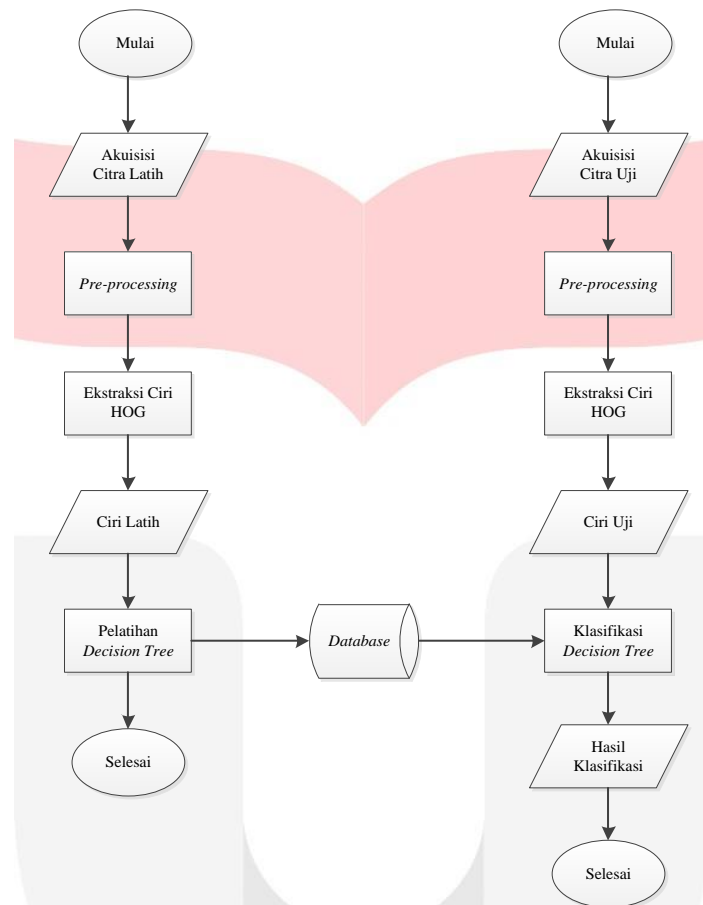 Mulai
Akuisisi
Citra Latih
Pre-processing
Ekstraksi Ciri
HOG
Ciri Latih
Pelatihan
Decision Tree
Selesai
Database
Mulai
Akuisisi
Citra Uji
Pre-processing
Ekstraksi Ciri
HOG
Ciri Uji
Klasifikasi
Decision Tree
Hasil
Klasifikasi
Selesai